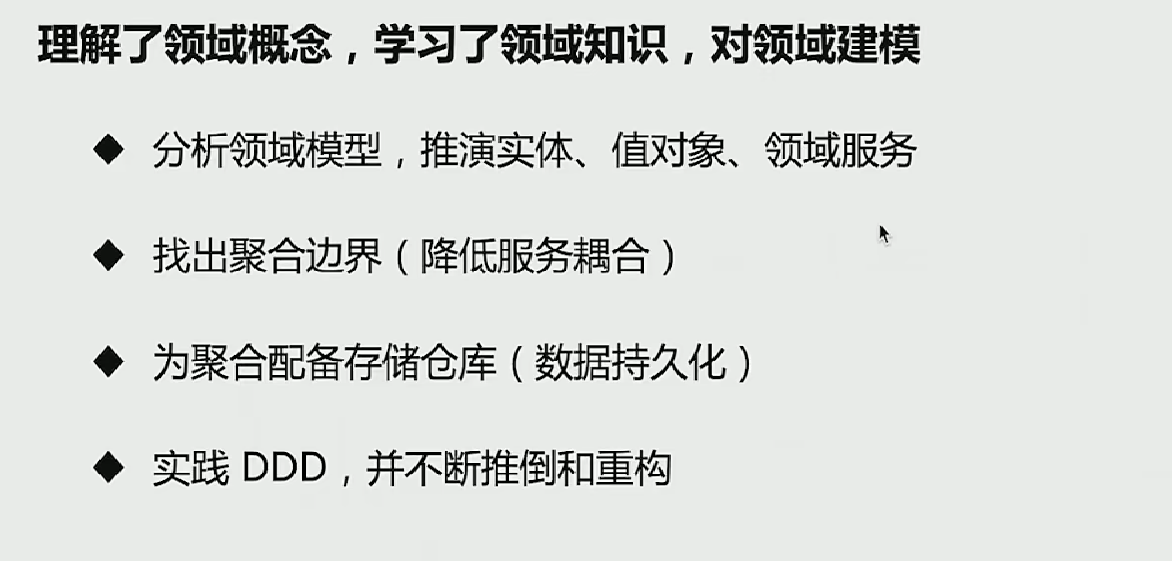 理解了领域概念，学习了领域知识，对领域建模
◆ 分析领域模型，推演实体、值对象、领域服务
◆ 找出聚合边界（降低服务耦合）
◆ 为聚合配备存储仓库（数据持久化）
◆ 实践 DDD，并不断推倒和重构